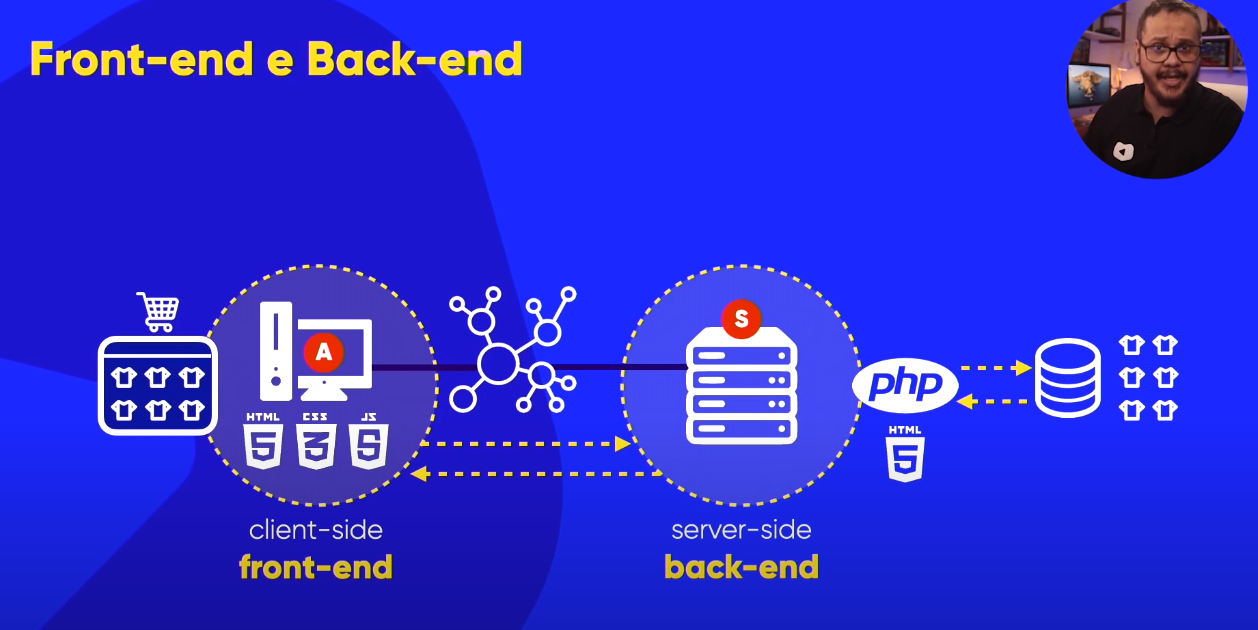 Front-end e Back-end
A
S
HTML
5
CSS
3
JS
5
php
HTML
5
client-side
front-end
server-side
back-end